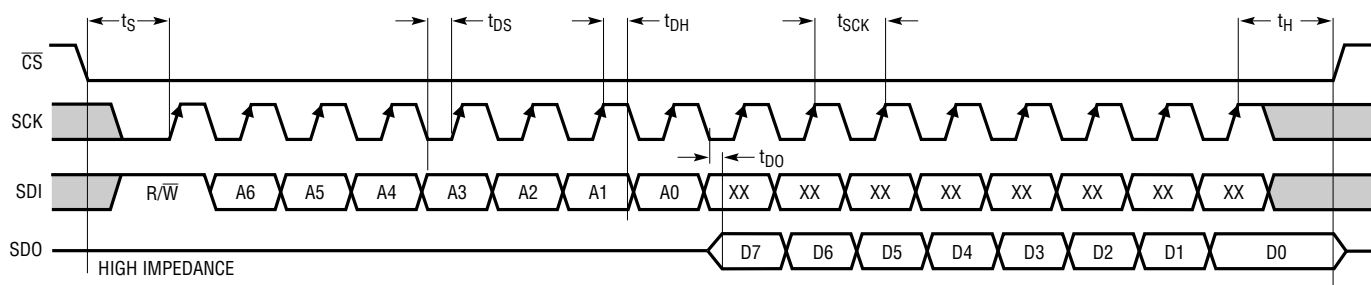 tS tDS tDH tSCK tH
CS
SCK
tDO
SDI R/W A6 A5 A4 A3 A2 A1 A0 XX XX XX XX XX XX XX XX
SDO D7 D6 D5 D4 D3 D2 D1 D0
HIGH IMPEDANCE